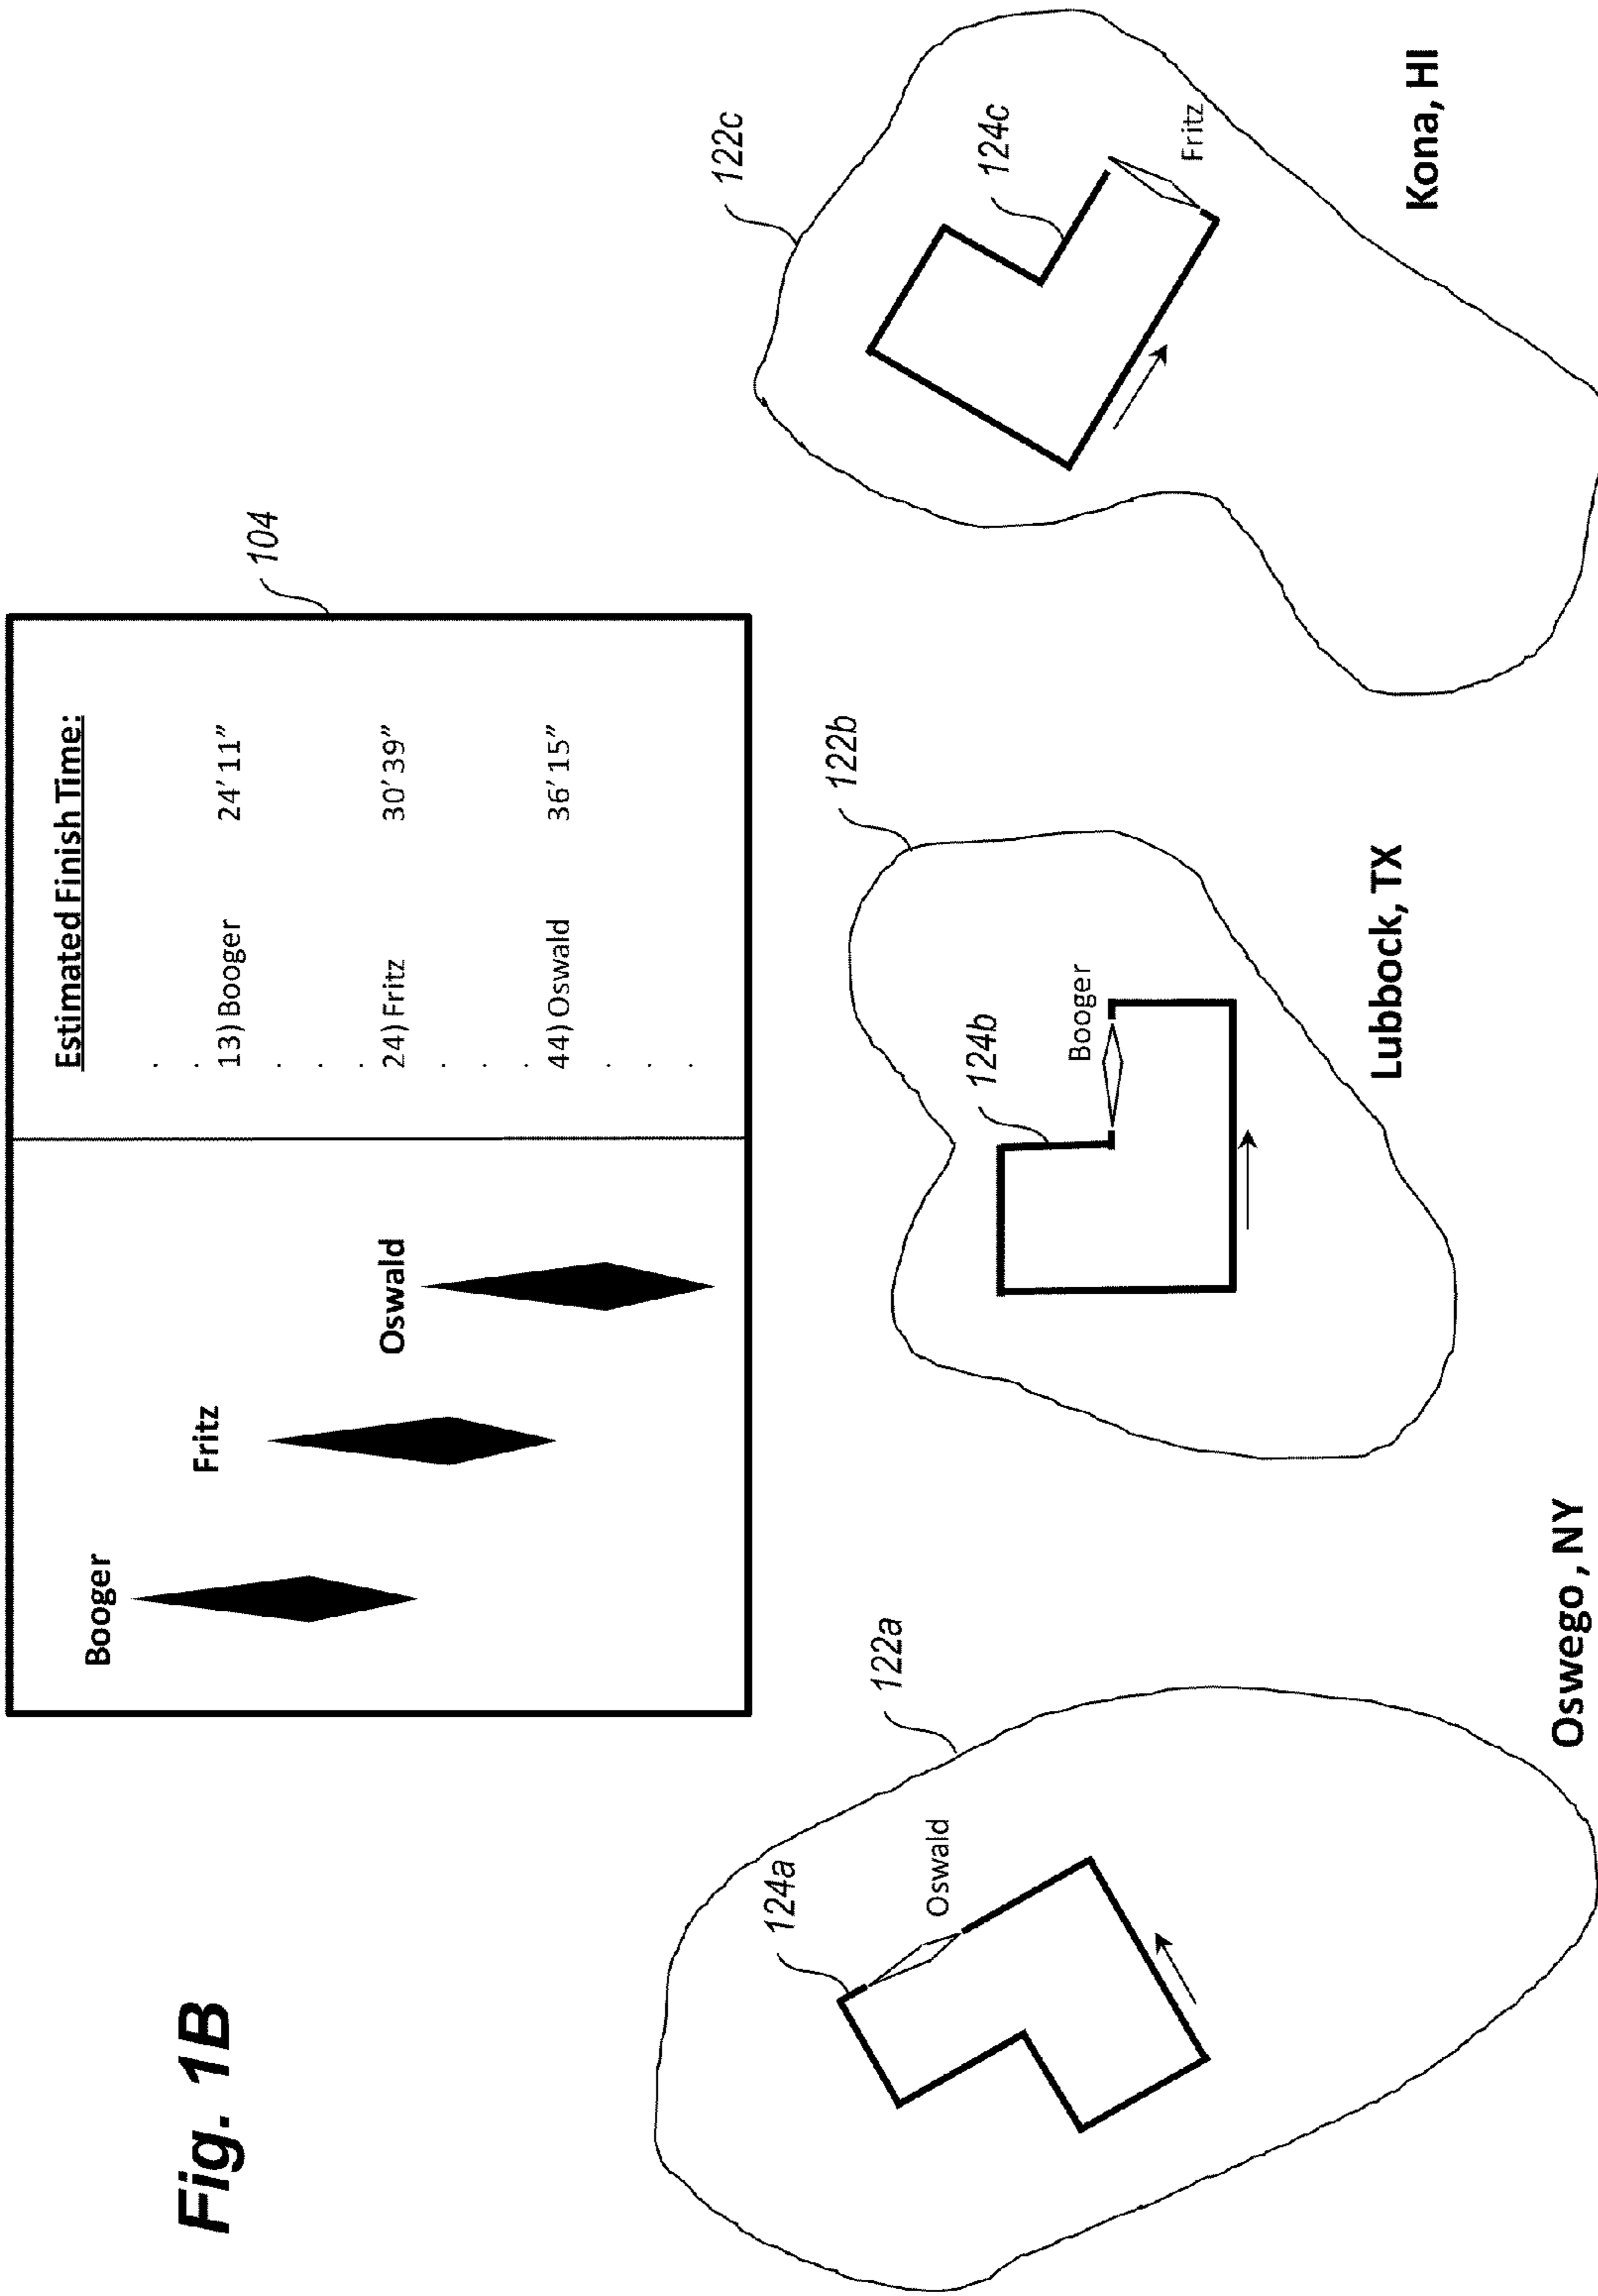 Fig. 1B
Booger
Fritz
Oswald
Estimated Finish Time:
13) Booger 24’ 11”
24) Fritz 30’ 39”
44) Oswald 36’ 15”
104
124a
122a
Oswald
Oswego, NY
124b
122b
Booger
Lubbock, TX
122c
124c
Fritz
Kona, HI